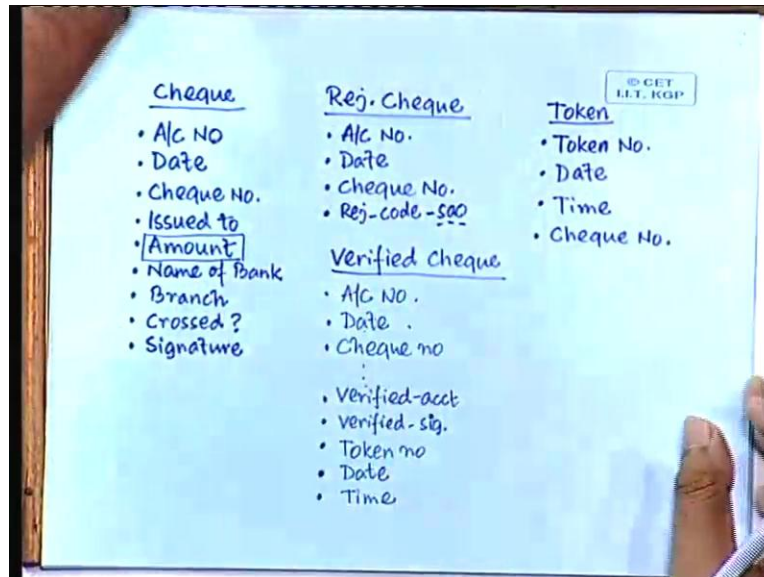 Cheque
• A/C NO
• Date
• Cheque No.
• Issued to
• Amount
• Name of Bank
• Branch
• Crossed ?
• Signature
Rej. Cheque
• A/C No.
• Date
• Cheque No.
• Rej-code - SAO
Verified Cheque
• A/C NO.
• Date .
• Cheque no
⋮
• Verified-acct
• Verified-sig.
• Token no
• Date
• Time
© CET
I.I.T. KGP
Token
• Token No.
• Date
• Time
• Cheque No.